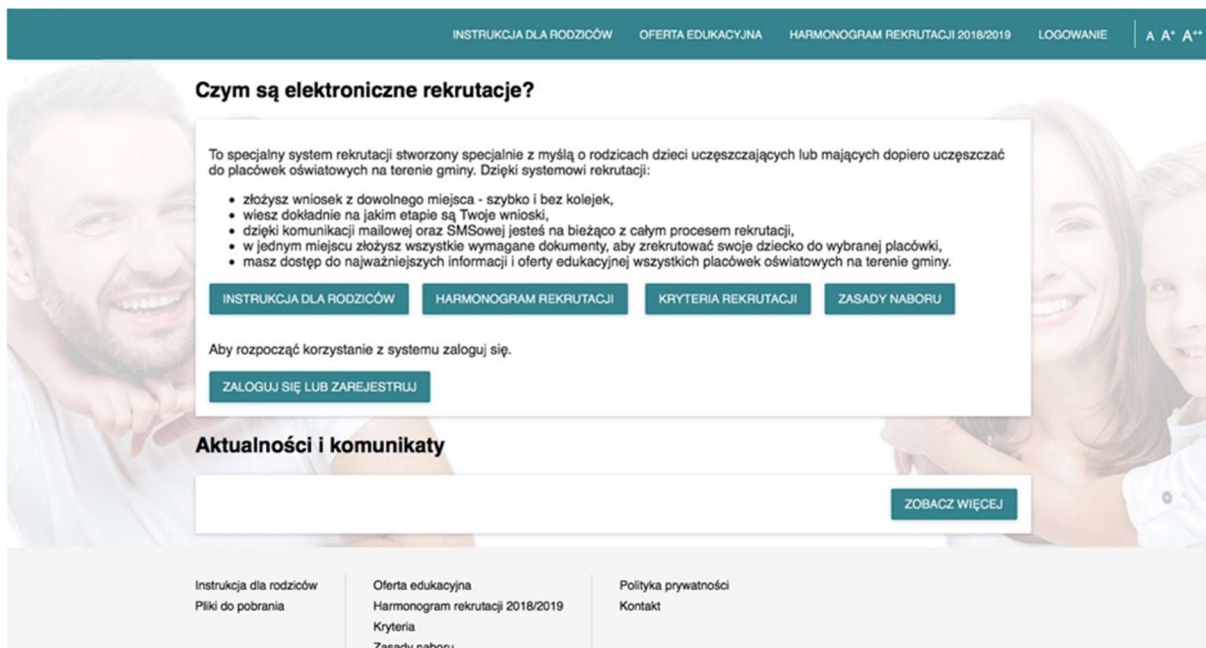 INSTRUKCJA DLA RODZICÓW OFERTA EDUKACYJNA HARMONOGRAM REKRUTACJI 2018/2019 LOGOWANIE A A+ A++
Czym są elektroniczne rekrutacje?
To specjalny system rekrutacji stworzony specjalnie z myślą o rodzicach dzieci uczęszczających lub mających dopiero uczęszczać
do placówek oświatowych na terenie gminy. Dzięki systemowi rekrutacji:
• złożysz wniosek z dowolnego miejsca - szybko i bez kolejek,
• wiesz dokładnie na jakim etapie są Twoje wnioski,
• dzięki komunikacji mailowej oraz SMSowej jesteś na bieżąco z całym procesem rekrutacji,
• w jednym miejscu złożysz wszystkie wymagane dokumenty, aby zrekrutować swoje dziecko do wybranej placówki,
• masz dostęp do najważniejszych informacji i oferty edukacyjnej wszystkich placówek oświatowych na terenie gminy.
INSTRUKCJA DLA RODZICÓW HARMONOGRAM REKRUTACJI KRYTERIA REKRUTACJI ZASADY NABORU
Aby rozpocząć korzystanie z systemu zaloguj się.
ZALOGUJ SIĘ LUB ZAREJESTRUJ
Aktualności i komunikaty
ZOBACZ WIĘCEJ
Instrukcja dla rodziców
Pliki do pobrania
Oferta edukacyjna
Harmonogram rekrutacji 2018/2019
Kryteria
Zasady naboru
Polityka prywatności
Kontakt